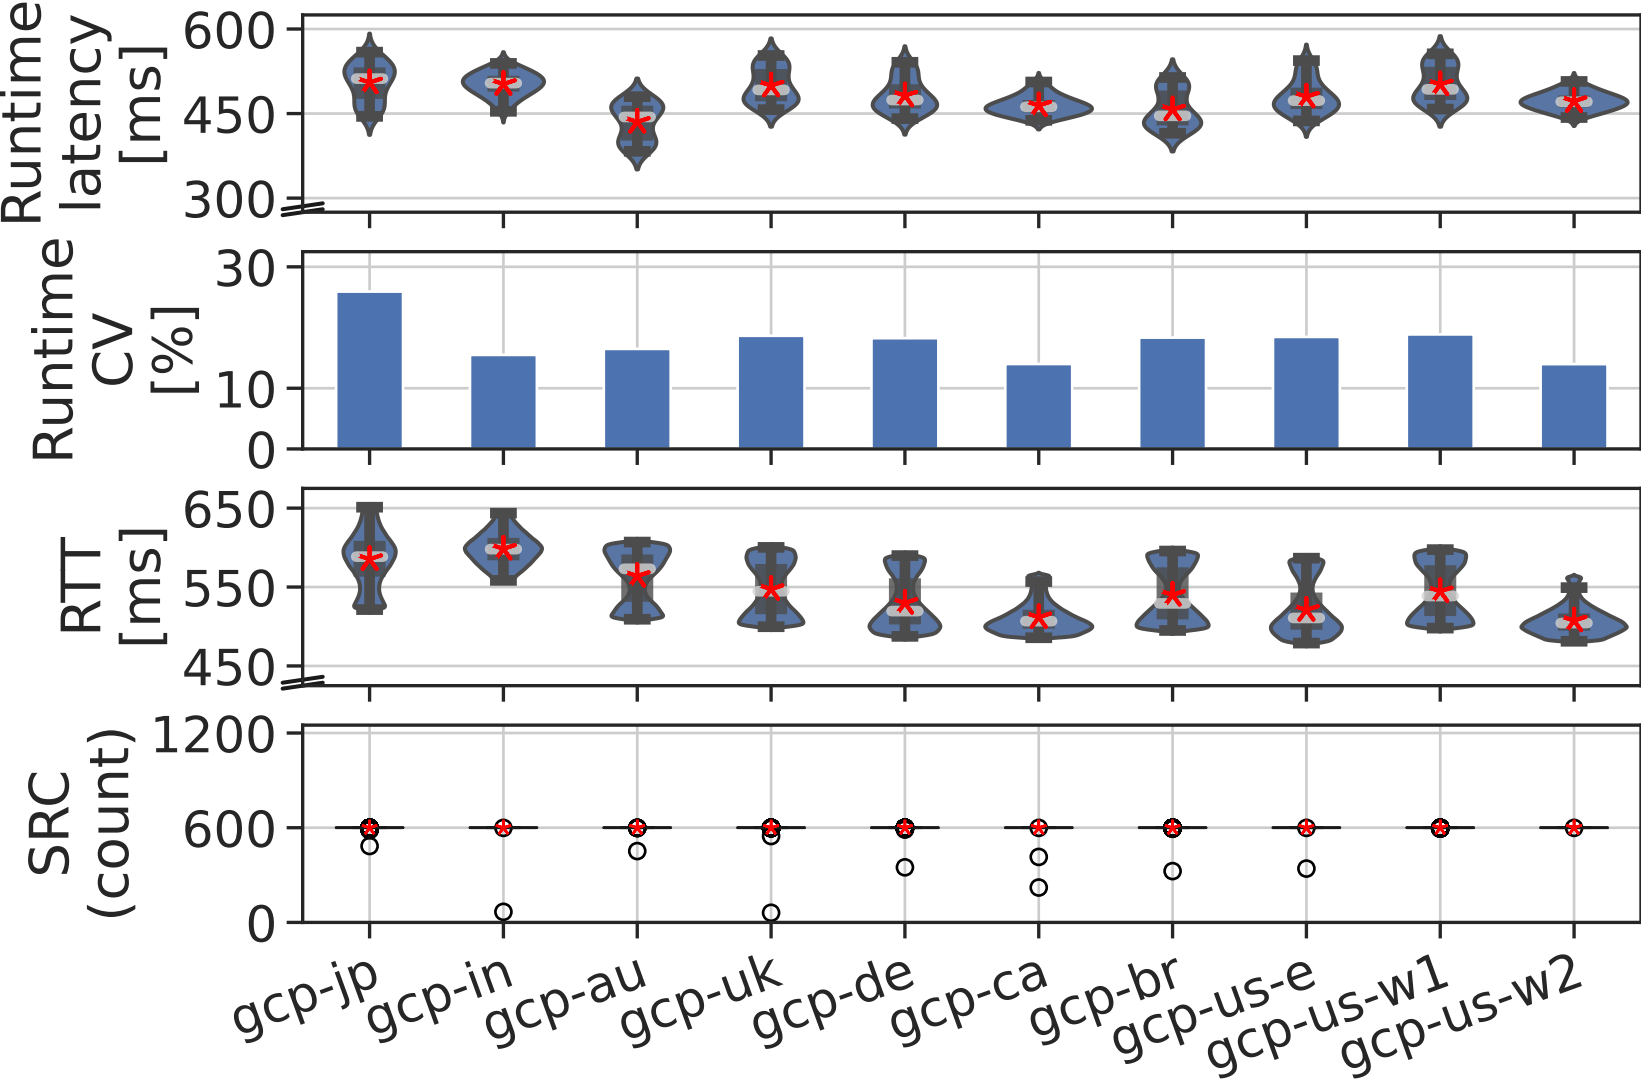 Runtime
latency
[ms]
600
450
300
Runtime
CV
[%]
30
10
0
RTT
[ms]
650
550
450
SRC
(count)
1200
600
0
gcp-jp
gcp-in
gcp-au
gcp-uk
gcp-de
gcp-ca
gcp-br
gcp-us-e
gcp-us-w1
gcp-us-w2